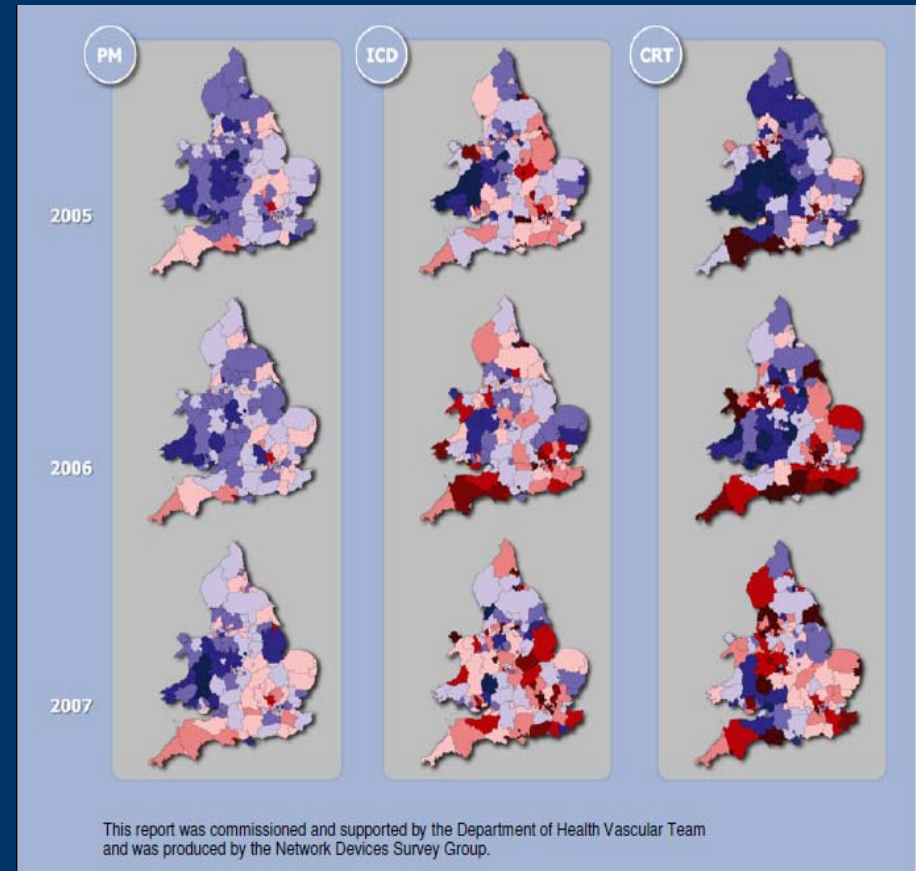 PM
ICD
CRT
2005
2006
2007
This report was commissioned and supported by the Department of Health Vascular Team
and was produced by the Network Devices Survey Group.